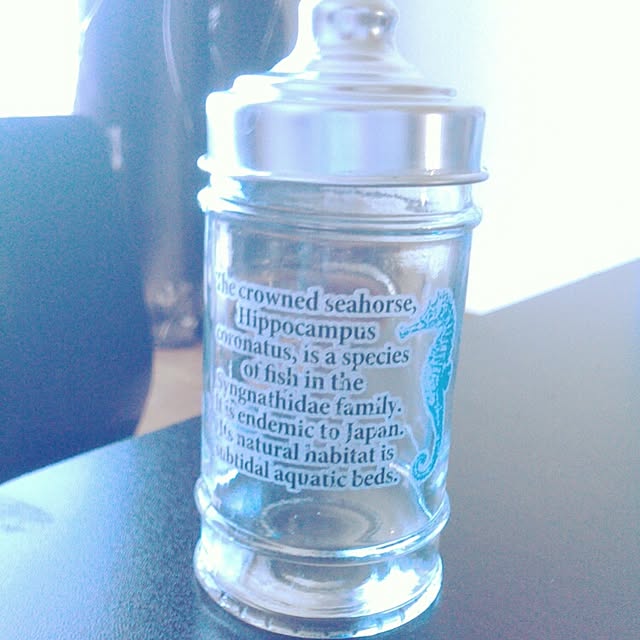 The crowned seahorse,
Hippocampus
coronatus, is a species
of fish in the
Syngnathidae family.
It is endemic to Japan.
Its natural habitat is
subtidal aquatic beds.